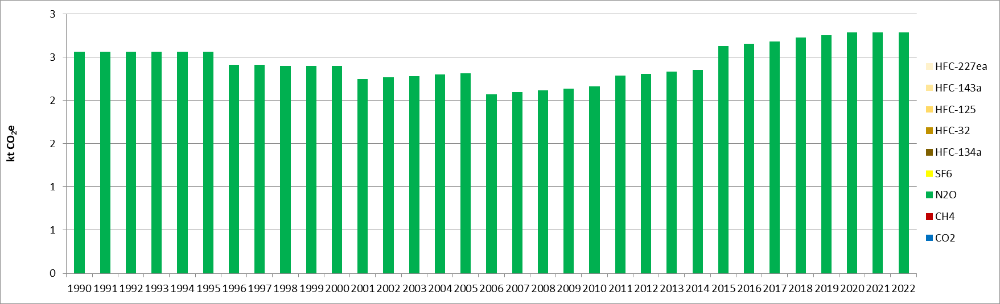 3
3
2
2
1
1
0
kt CO₂e
1990 1991 1992 1993 1994 1995 1996 1997 1998 1999 2000 2001 2002 2003 2004 2005 2006 2007 2008 2009 2010 2011 2012 2013 2014 2015 2016 2017 2018 2019 2020 2021 2022
HFC-227ea
HFC-143a
HFC-125
HFC-32
HFC-134a
SF6
N2O
CH4
CO2